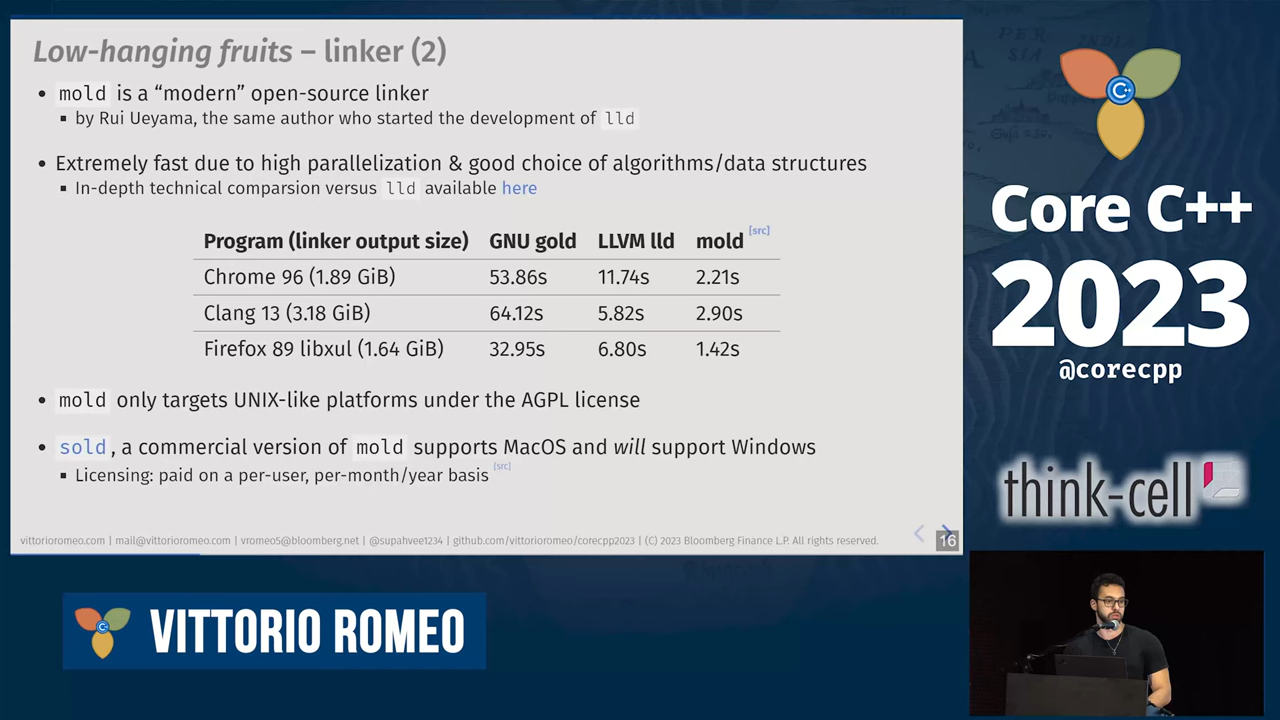 Low-hanging fruits – linker (2)
• mold is a “modern” open-source linker
▪ by Rui Ueyama, the same author who started the development of lld
• Extremely fast due to high parallelization & good choice of algorithms/data structures
▪ In-depth technical comparsion versus lld available here
Program (linker output size) GNU gold LLVM lld mold [src]
Chrome 96 (1.89 GiB) 53.86s 11.74s 2.21s
Clang 13 (3.18 GiB) 64.12s 5.82s 2.90s
Firefox 89 libxul (1.64 GiB) 32.95s 6.80s 1.42s
• mold only targets UNIX-like platforms under the AGPL license
• sold, a commercial version of mold supports MacOS and will support Windows
▪ Licensing: paid on a per-user, per-month/year basis [src]
vittorioromeo.com | mail@vittorioromeo.com | vromeo5@bloomberg.net | @supahvee1234 | github.com/vittorioromeo/corecpp2023 | (C) 2023 Bloomberg Finance L.P. All rights reserved.
16
C++
Core C++
2023
@corecpp
think-cell
C++
VITTORIO ROMEO